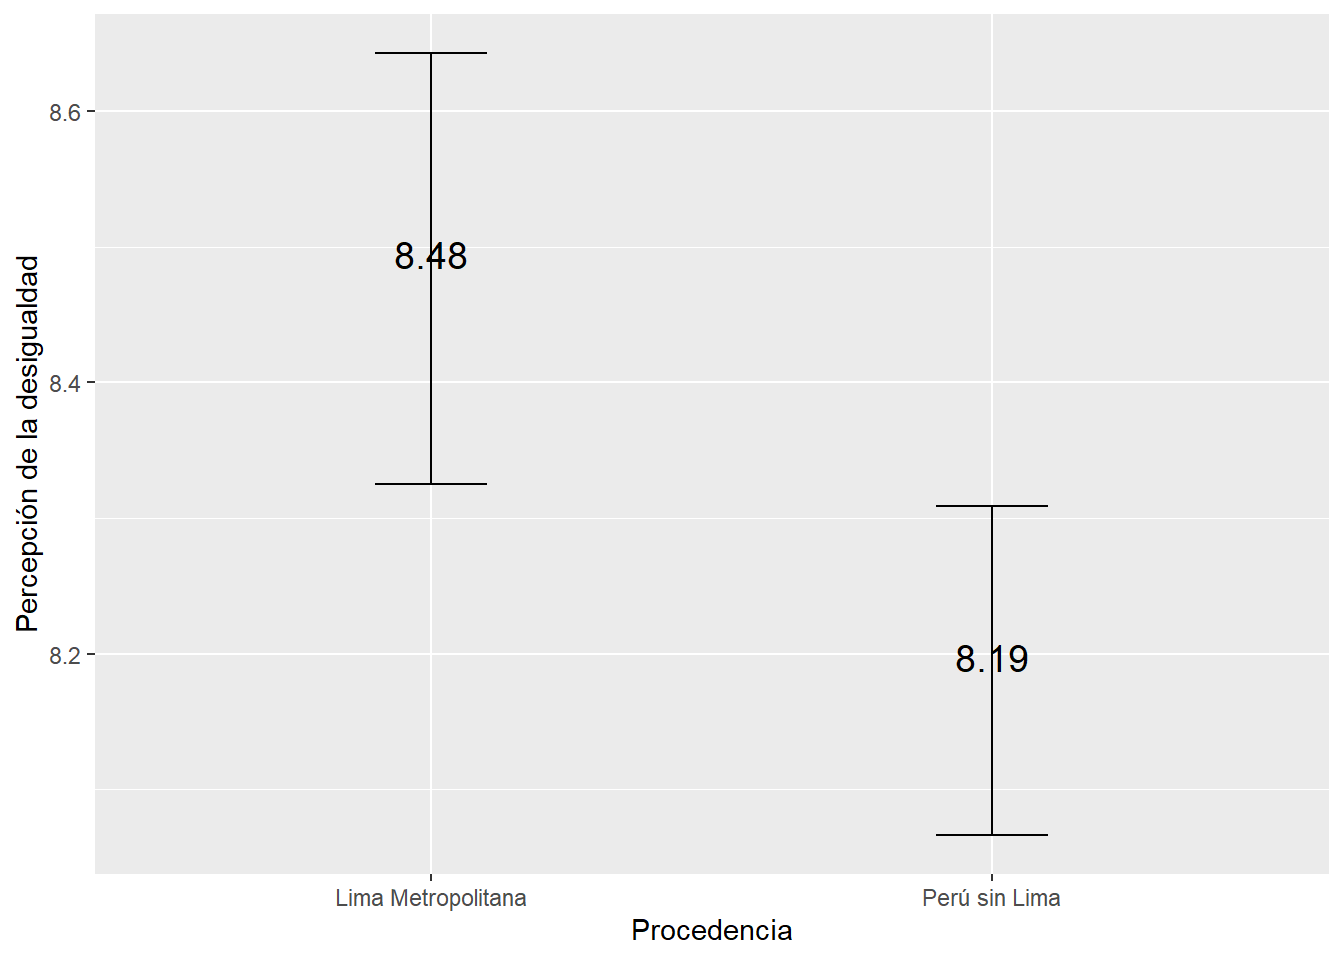 Percepción de la desigualdad
8.6
8.4
8.2
8.48
8.19
Lima Metropolitana
Perú sin Lima
Procedencia